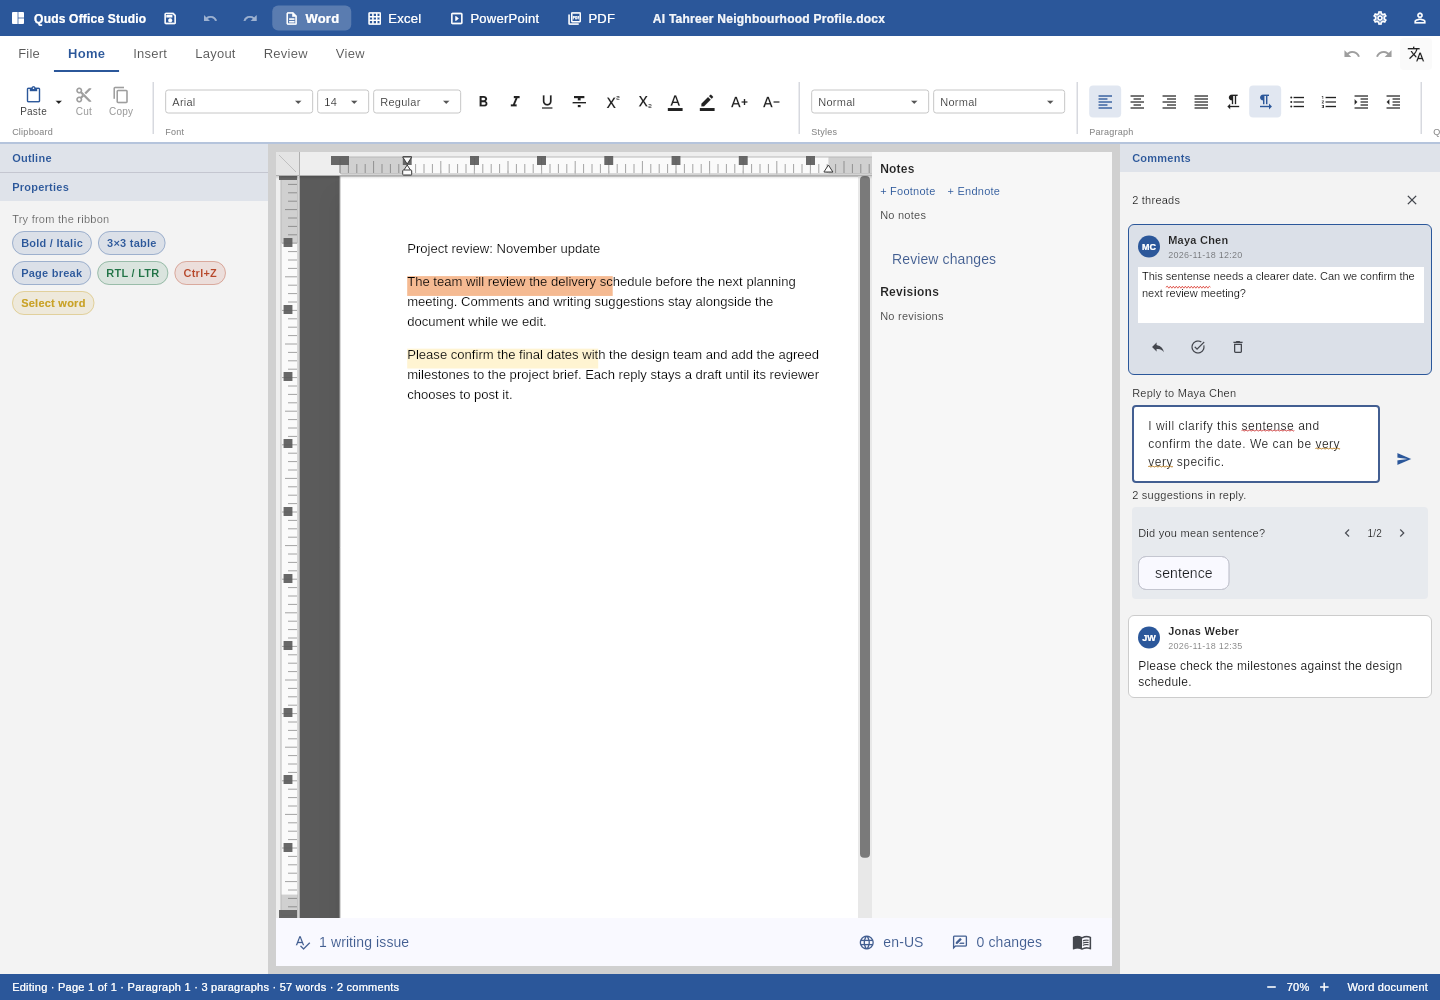 Quds Office Studio
Word
Excel
PowerPoint
PDF
AI Tahreer Neighbourhood Profile.docx
File
Home
Insert
Layout
Review
View
Paste
Cut
Copy
Clipboard
Arial
14
Regular
Font
Normal
Normal
Styles
Paragraph
Q
Outline
Properties
Try from the ribbon
Bold / Italic
3×3 table
Page break
RTL / LTR
Ctrl+Z
Select word
Project review: November update
The team will review the delivery schedule before the next planning
meeting. Comments and writing suggestions stay alongside the
document while we edit.
Please confirm the final dates with the design team and add the agreed
milestones to the project brief. Each reply stays a draft until its reviewer
chooses to post it.
Notes
+ Footnote
+ Endnote
No notes
Review changes
Revisions
No revisions
Comments
2 threads
MC
Maya Chen
2026-11-18 12:20
This sentense needs a clearer date. Can we confirm the
next review meeting?
Reply to Maya Chen
I will clarify this sentense and
confirm the date. We can be very
very specific.
2 suggestions in reply.
Did you mean sentence?
1/2
sentence
JW
Jonas Weber
2026-11-18 12:35
Please check the milestones against the design
schedule.
1 writing issue
en-US
0 changes
Editing · Page 1 of 1 · Paragraph 1 · 3 paragraphs · 57 words · 2 comments
70%
Word document